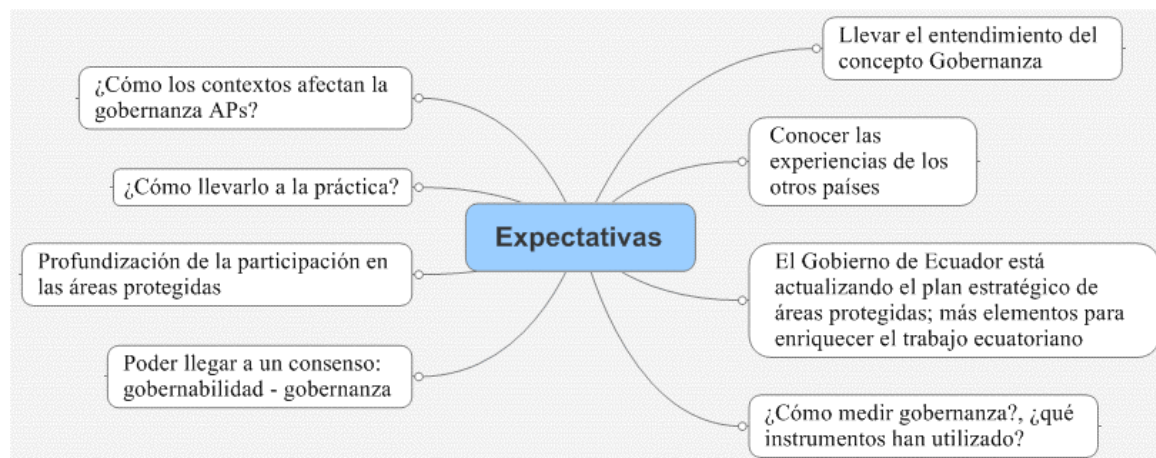 ¿Cómo los contextos afectan la
gobernanza APs?
¿Cómo llevarlo a la práctica?
Profundización de la participación en
las áreas protegidas
Poder llegar a un consenso:
gobernabilidad - gobernanza
Expectativas
Llevar el entendimiento del
concepto Gobernanza
Conocer las
experiencias de los
otros países
El Gobierno de Ecuador está
actualizando el plan estratégico de
áreas protegidas; más elementos para
enriquecer el trabajo ecuatoriano
¿Cómo medir gobernanza?, ¿qué
instrumentos han utilizado?